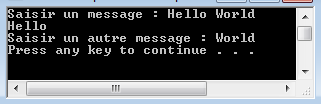 Saisir un message : Hello World
Hello
Saisir un autre message : World
Press any key to continue . . .